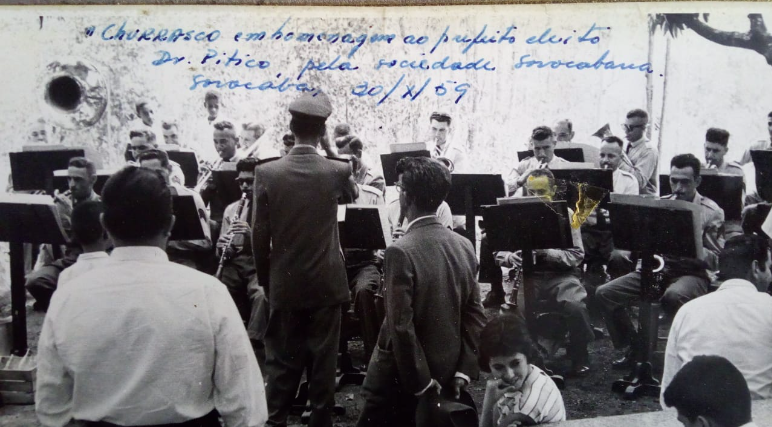 "Churrasco em homenagem ao prefeito eleito
Dr. Pitico, pela sociedade Sorocabana.
Sorocaba, 20/X/59